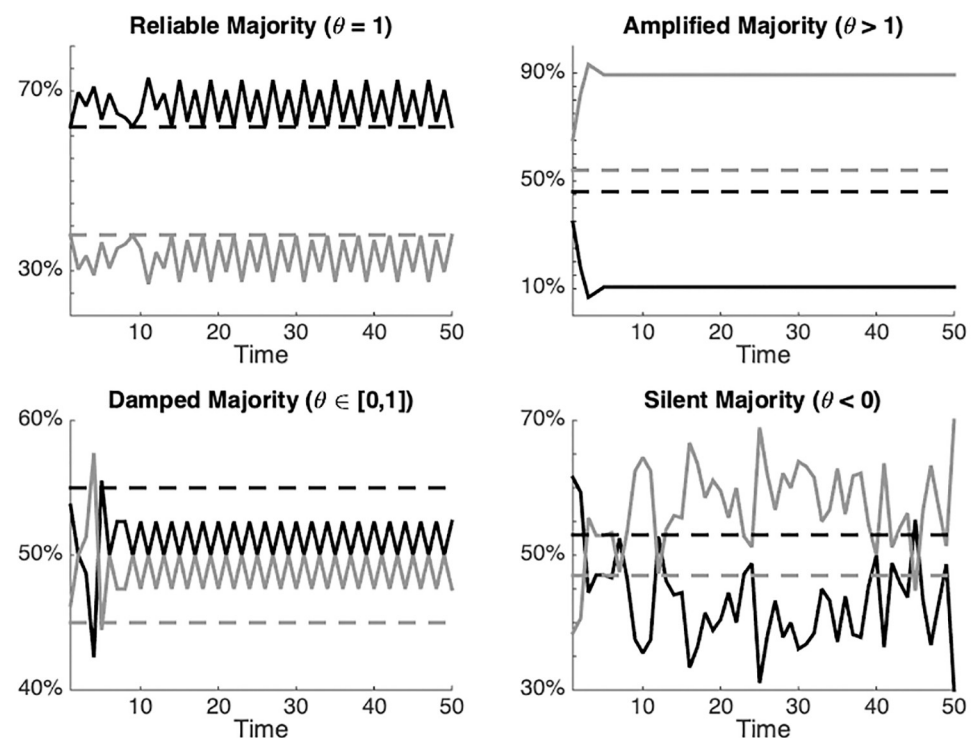 Reliable Majority (θ = 1)
70%
30%
10 20 30 40 50
Time
Amplified Majority (θ > 1)
90%
50%
10%
10 20 30 40 50
Time
Damped Majority (θ ∈ [0,1])
60%
50%
40%
10 20 30 40 50
Time
Silent Majority (θ < 0)
70%
50%
30%
10 20 30 40 50
Time